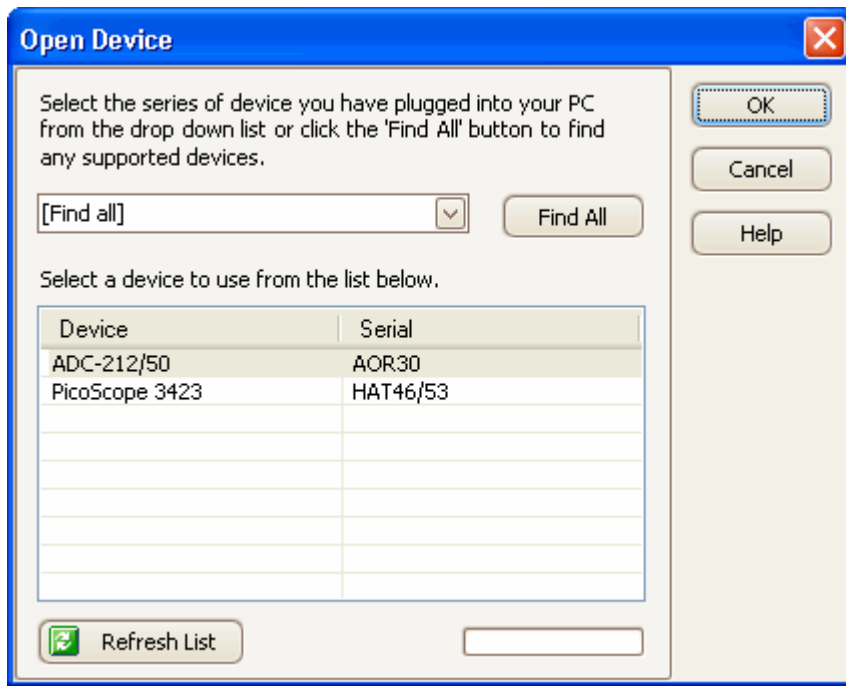 Open Device
Select the series of device you have plugged into your PC
from the drop down list or click the 'Find All' button to find
any supported devices.
OK
Cancel
Help
[Find all]
Find All
Select a device to use from the list below.
Device Serial
ADC-212/50 AOR30
PicoScope 3423 HAT46/53
Refresh List